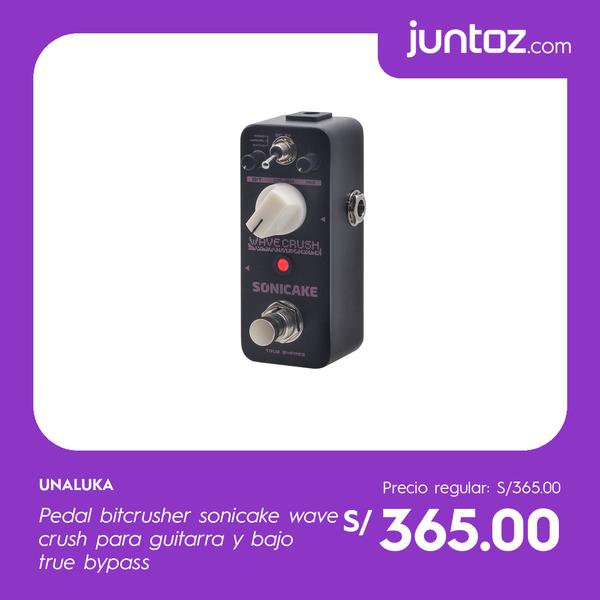 juntoz.com
BIT
WAVE CRUSH
SONICAKE
TRUE BYPASS
UNALUKA
Pedal bitcrusher sonicake wave
crush para guitarra y bajo
true bypass
Precio regular: S/365.00
S/ 365.00